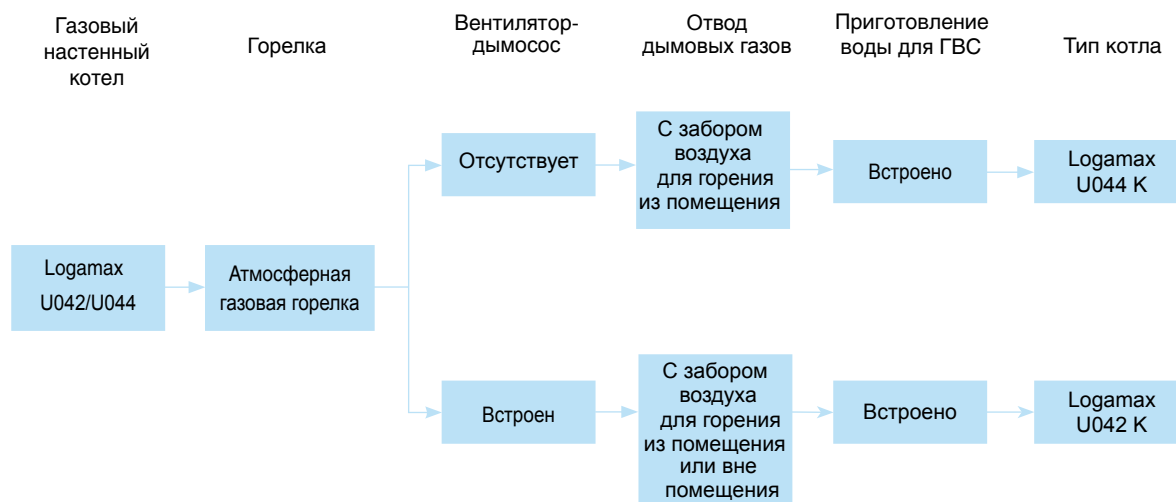 Газовый
настенный
котел
Горелка
Вентилятор-
дымосос
Отвод
дымовых газов
Приготовление
воды для ГВС
Тип котла
Logamax
U042/U044
Атмосферная
газовая горелка
Отсутствует
С забором
воздуха
для горения
из помещения
Встроено
Logamax
U044 K
Встроен
С забором
воздуха
для горения
из помещения
или вне
помещения
Встроено
Logamax
U042 K